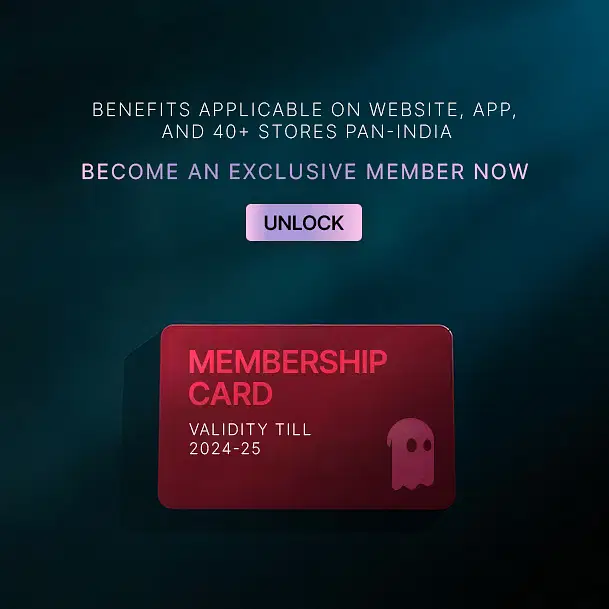 BENEFITS APPLICABLE ON WEBSITE, APP,
AND 40+ STORES PAN-INDIA
BECOME AN EXCLUSIVE MEMBER NOW
UNLOCK
MEMBERSHIP
CARD
VALIDITY TILL
2024-25